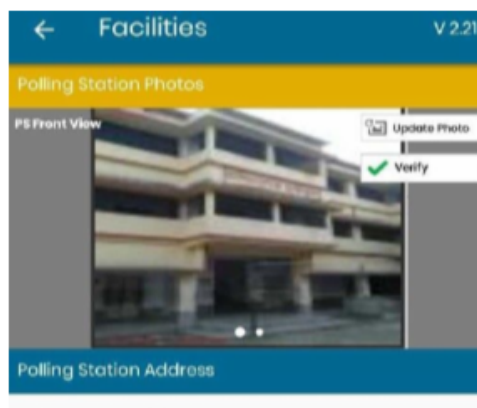 Facilities
V 2.21
Polling Station Photos
PS Front View
Update Photo
Verify
Polling Station Address